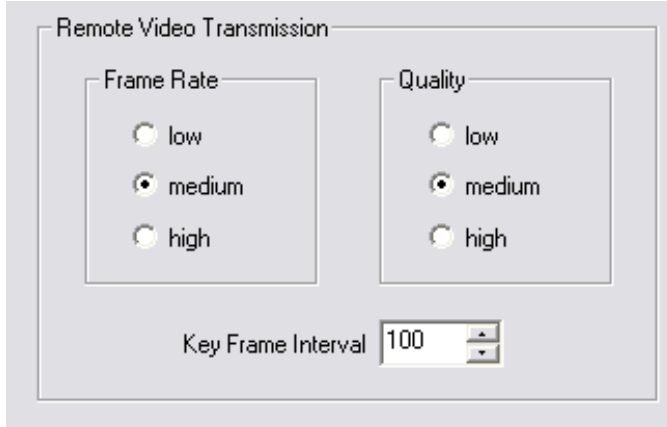 Remote Video Transmission
Frame Rate
low
medium
high
Quality
low
medium
high
Key Frame Interval 100